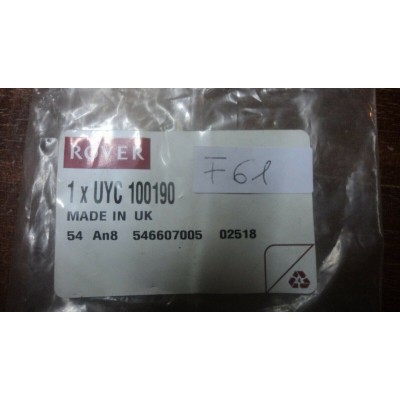 ROVER
F61
1 x UYC 100190
MADE IN UK
54 An8 546607005 02518